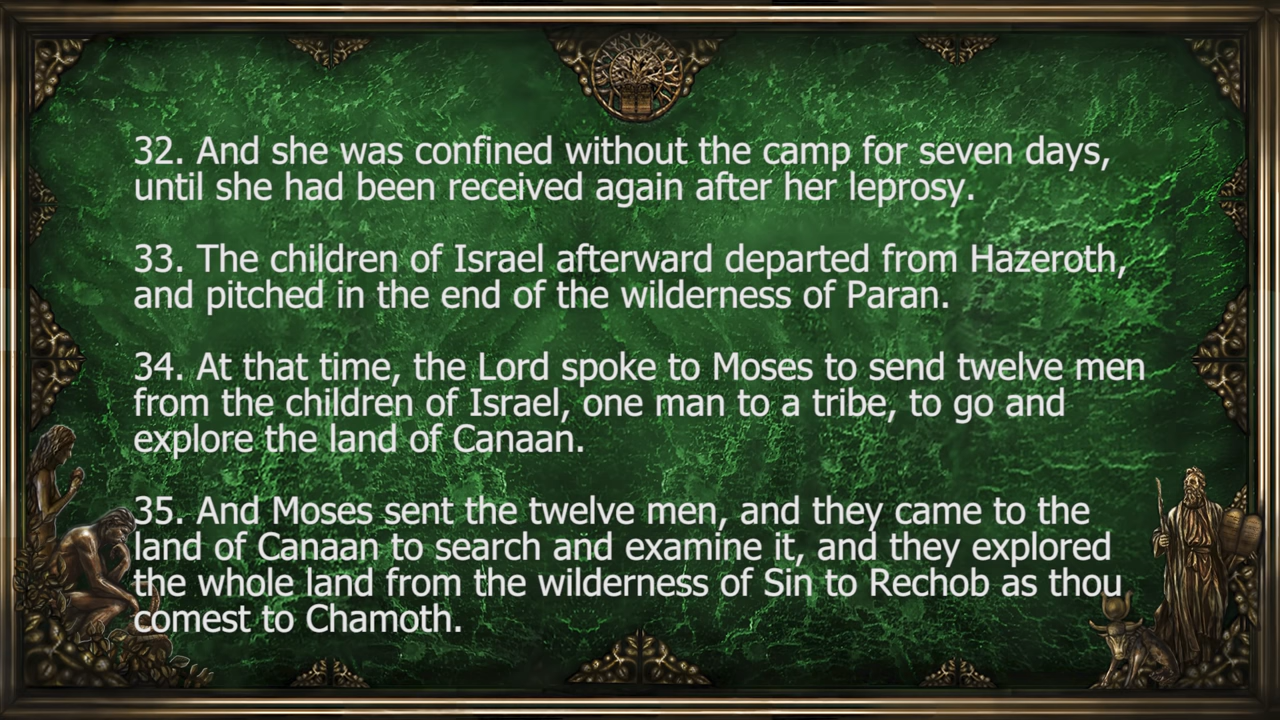 32. And she was confined without the camp for seven days,
until she had been received again after her leprosy.
33. The children of Israel afterward departed from Hazeroth,
and pitched in the end of the wilderness of Paran.
34. At that time, the Lord spoke to Moses to send twelve men
from the children of Israel, one man to a tribe, to go and
explore the land of Canaan.
35. And Moses sent the twelve men, and they came to the
land of Canaan to search and examine it, and they explored
the whole land from the wilderness of Sin to Rechob as thou
comest to Chamoth.